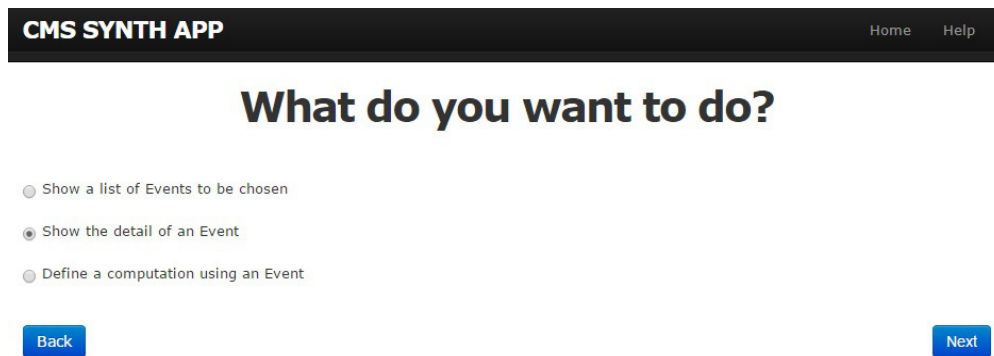 CMS SYNTH APP Home Help
What do you want to do?
Show a list of Events to be chosen
Show the detail of an Event
Define a computation using an Event
Back Next